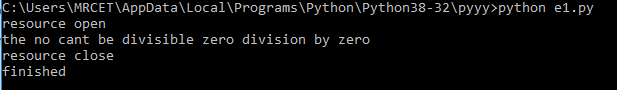 C:\Users\MRCET\AppData\Local\Programs\Python\Python38-32\pyyy>python e1.py
resource open
the no cant be divisible zero division by zero
resource close
finished